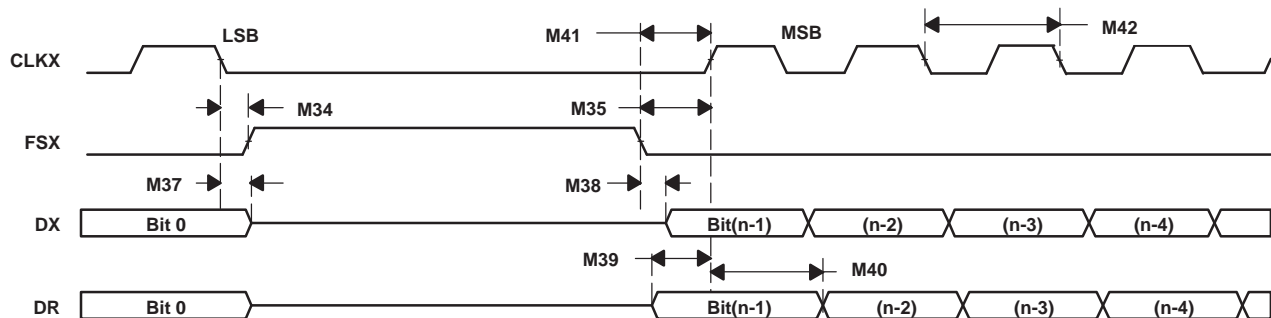 LSB
M41
MSB
M42
CLKX
M34
M35
FSX
M37
M38
DX
Bit 0
Bit(n-1)
(n-2)
(n-3)
(n-4)
M39
M40
DR
Bit 0
Bit(n-1)
(n-2)
(n-3)
(n-4)